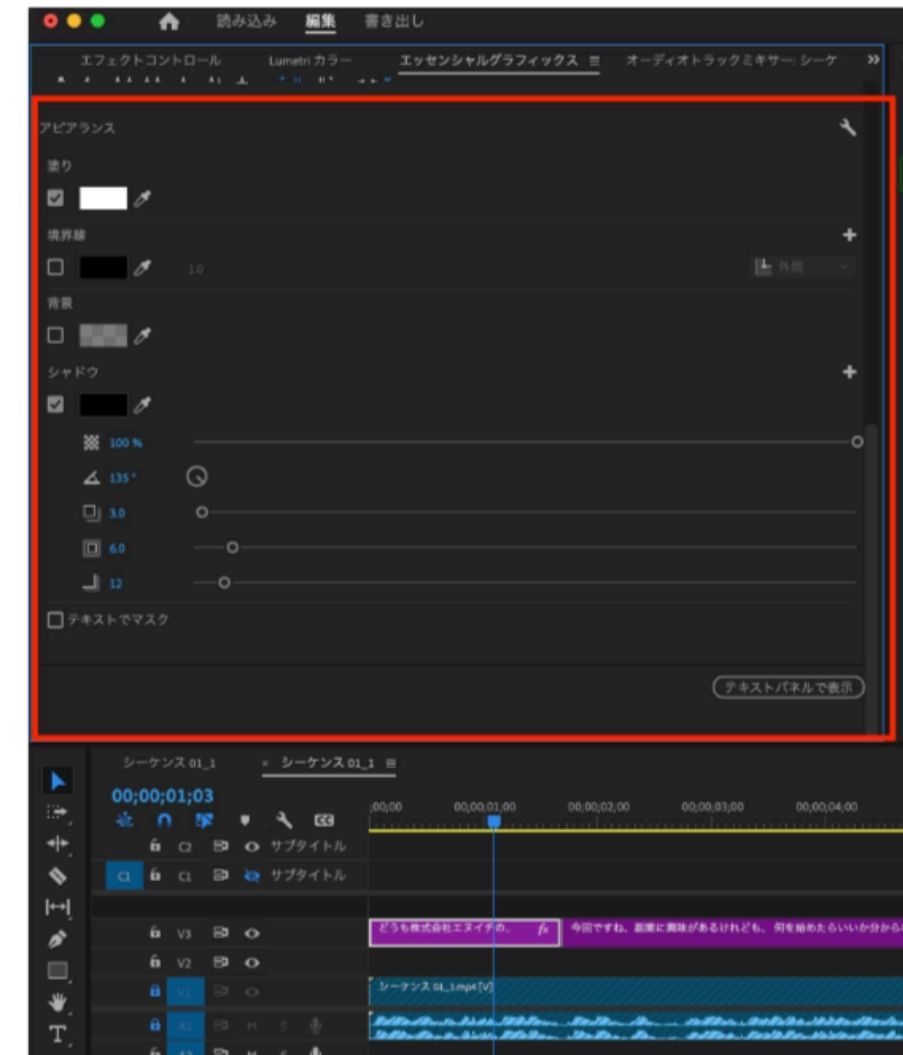 読み込み 編集 書き出し
エフェクトコントロール Lumetri カラー エッセンシャルグラフィックス オーディオトラックミキサー: シーケ
アピアランス
塗り
境界線
1.0 外側
背景
シャドウ
100 %
135 °
3.0
6.0
12
テキストでマスク
テキストパネルで表示
シーケンス 01_1 × シーケンス 01_1
00;00;01;03
;00;00 00;00;01;00 00;00;02;00 00;00;03;00 00;00;04;00
C2 サブタイトル
C1 C1 サブタイトル
V3 どうも株式会社エヌイチの. fx 今回ですね、副業に興味があるけれども、何を始めたらいいか分から
V2
V1 シーケンス 01_1.mp4 [V]
A1 M S
A2 M S
T